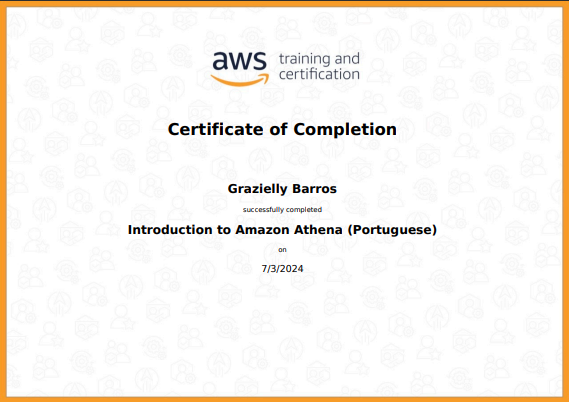 aws training and
certification
Certificate of Completion
Grazielly Barros
successfully completed
Introduction to Amazon Athena (Portuguese)
on
7/3/2024